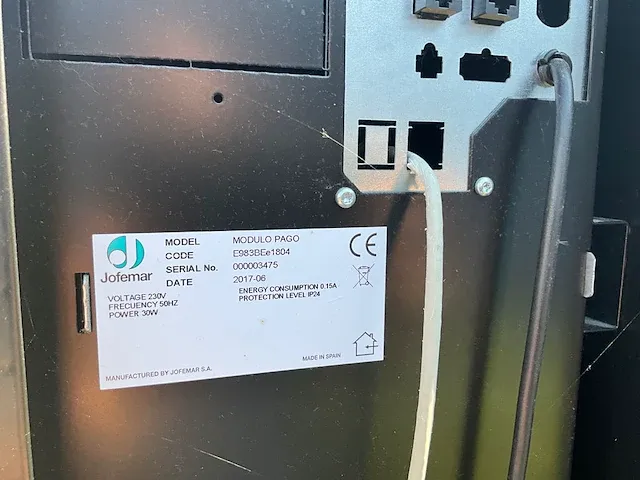 Jofemar
MODEL MODULO PAGO
CODE E983BEe1804
SERIAL No. 000003475
DATE 2017-06
VOLTAGE 230V
FRECUENCY 50HZ
POWER 30W
ENERGY CONSUMPTION 0.15A
PROTECTION LEVEL IP24
CE
MANUFACTURED BY JOFEMAR S.A.
MADE IN SPAIN